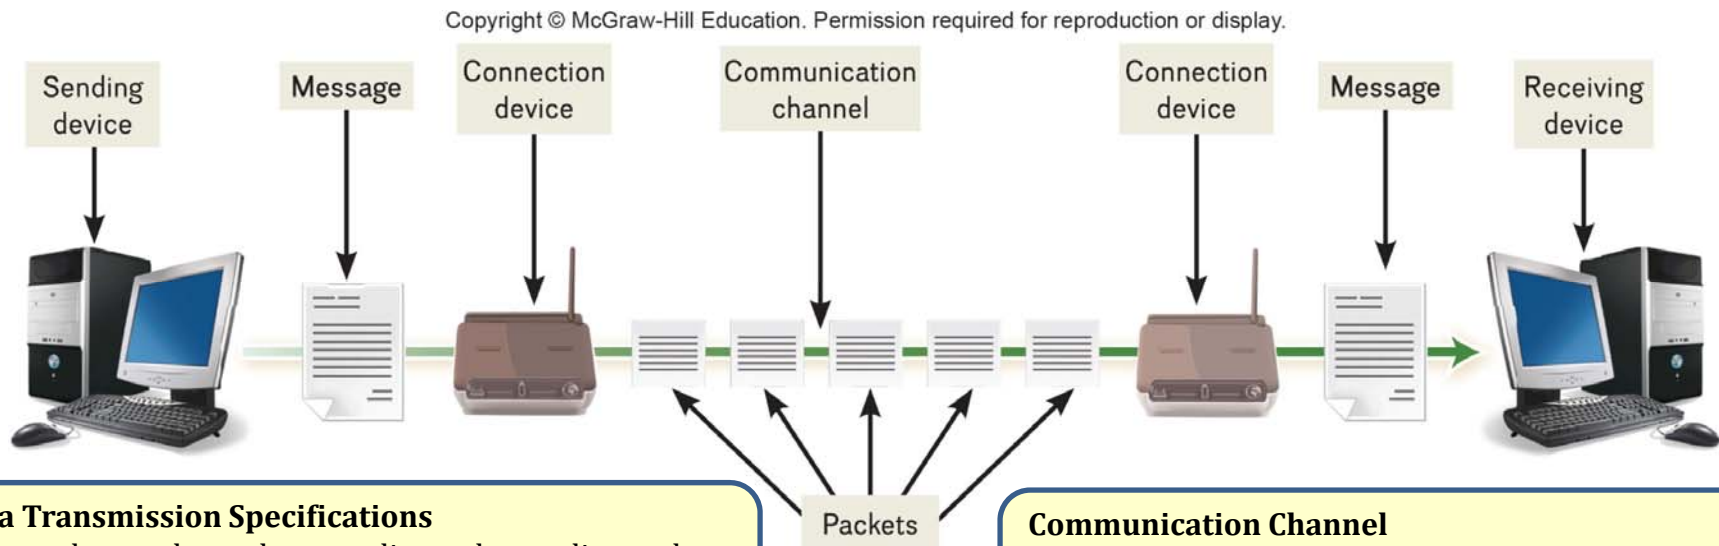 Copyright © McGraw-Hill Education. Permission required for reproduction or display.
Sending
device
Message
Connection
device
Communication
channel
Connection
device
Message
Receiving
device
Packets
a Transmission Specifications
Communication Channel